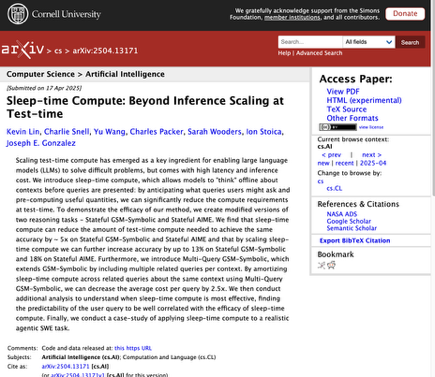 Cornell University
We gratefully acknowledge support from the Simons
Foundation, member institutions, and all contributors.
Donate
arXiv > cs > arXiv:2504.13171
Search...
All fields
Search
Help | Advanced Search
Computer Science > Artificial Intelligence
[Submitted on 17 Apr 2025]
Sleep-time Compute: Beyond Inference Scaling at
Test-time
Kevin Lin, Charlie Snell, Yu Wang, Charles Packer, Sarah Wooders, Ion Stoica,
Joseph E. Gonzalez
Scaling test-time compute has emerged as a key ingredient for enabling large language
models (LLMs) to solve difficult problems, but comes with high latency and inference
cost. We introduce sleep-time compute, which allows models to "think" offline about
contexts before queries are presented: by anticipating what queries users might ask and
pre-computing useful quantities, we can significantly reduce the compute requirements
at test-time. To demonstrate the efficacy of our method, we create modified versions of
two reasoning tasks - Stateful GSM-Symbolic and Stateful AIME. We find that sleep-time
compute can reduce the amount of test-time compute needed to achieve the same
accuracy by ~ 5x on Stateful GSM-Symbolic and Stateful AIME and that by scaling sleep-
time compute we can further increase accuracy by up to 13% on Stateful GSM-Symbolic
and 18% on Stateful AIME. Furthermore, we introduce Multi-Query GSM-Symbolic, which
extends GSM-Symbolic by including multiple related queries per context. By amortizing
sleep-time compute across related queries about the same context using Multi-Query
GSM-Symbolic, we can decrease the average cost per query by 2.5x. We then conduct
additional analysis to understand when sleep-time compute is most effective, finding
the predictability of the user query to be well correlated with the efficacy of sleep-time
compute. Finally, we conduct a case-study of applying sleep-time compute to a realistic
agentic SWE task.
Comments: Code and data released at: this https URL
Subjects: Artificial Intelligence (cs.AI); Computation and Language (cs.CL)
Cite as: arXiv:2504.13171 [cs.AI]
(or arXiv:2504.13171v1 [cs.AI] for this version)
Access Paper:
View PDF
HTML (experimental)
TeX Source
Other Formats
view license
Current browse context:
cs.AI
< prev | next >
new | recent | 2025-04
Change to browse by:
cs
cs.CL
References & Citations
NASA ADS
Google Scholar
Semantic Scholar
Export BibTeX Citation
Bookmark